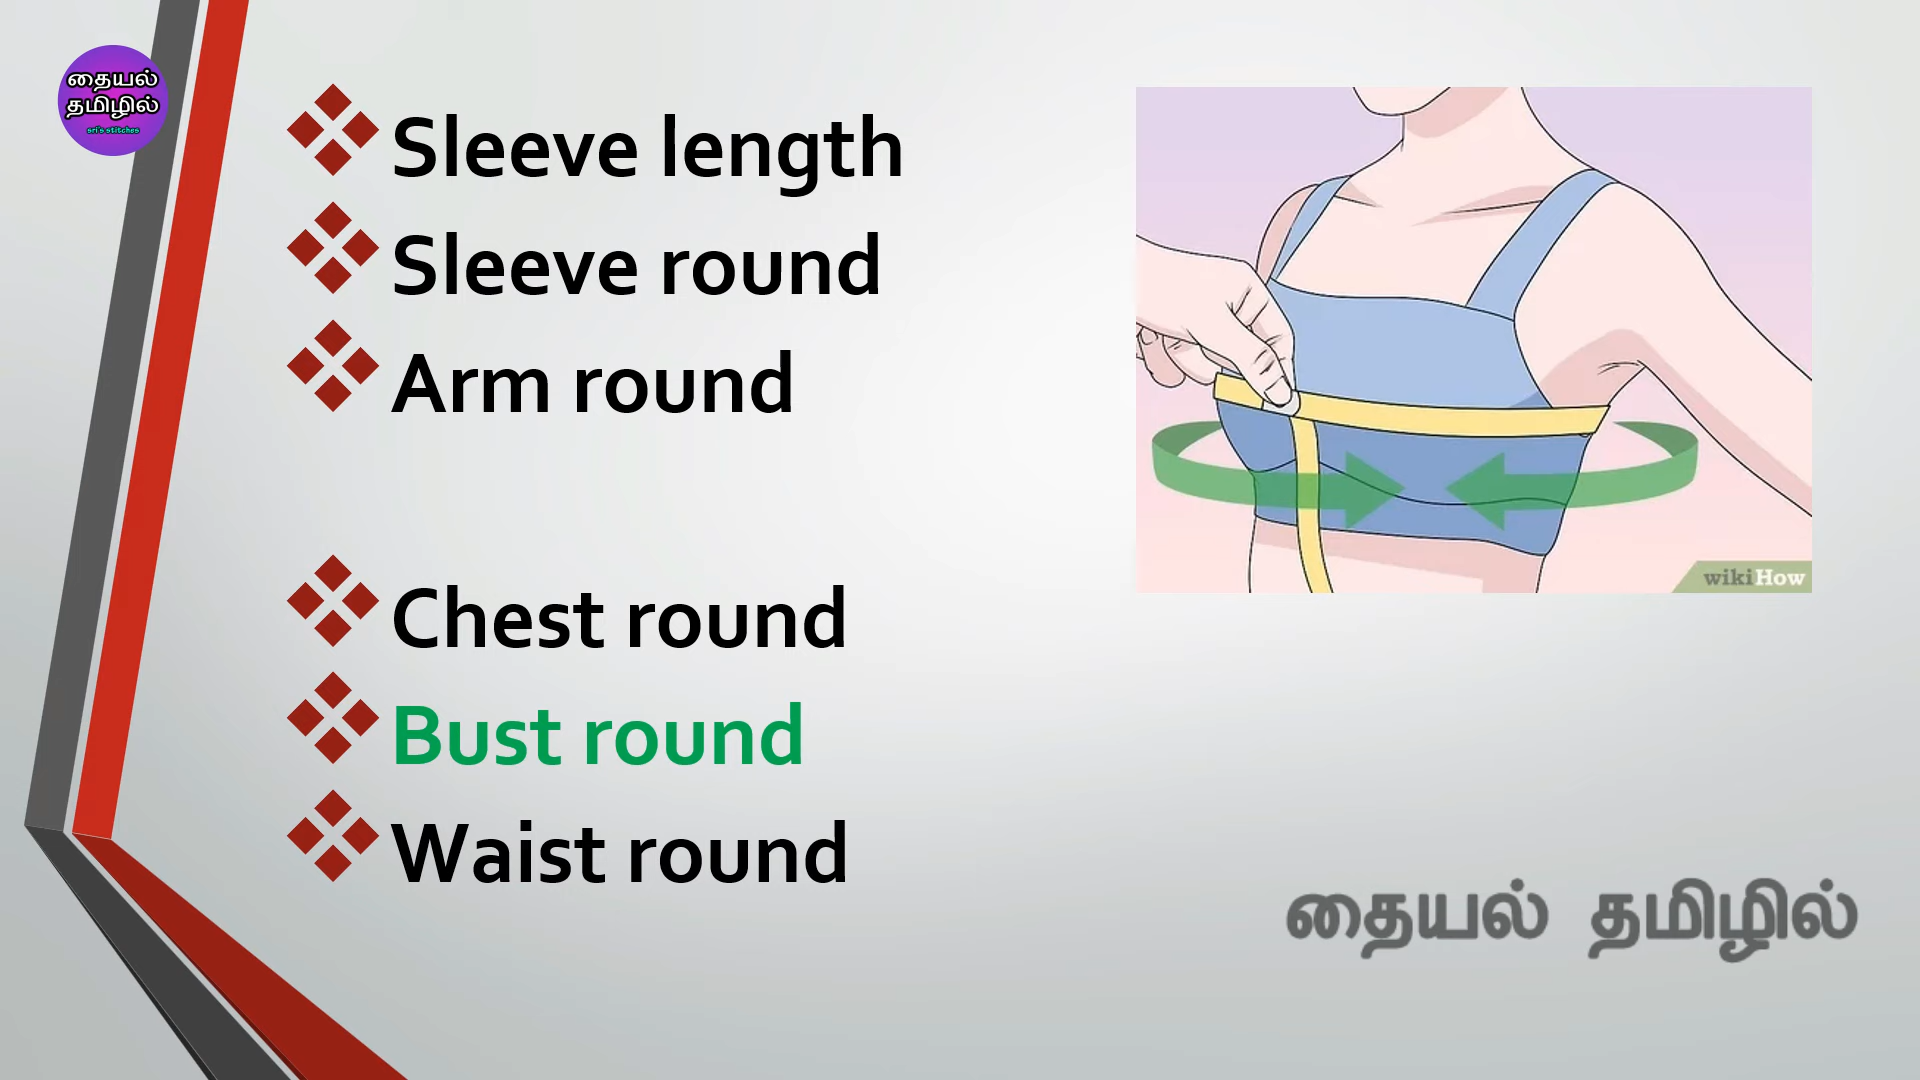 தையல்
தமிழில்
sri's stitches
Sleeve length
Sleeve round
Arm round
Chest round
Bust round
Waist round
wikiHow
தையல் தமிழில்